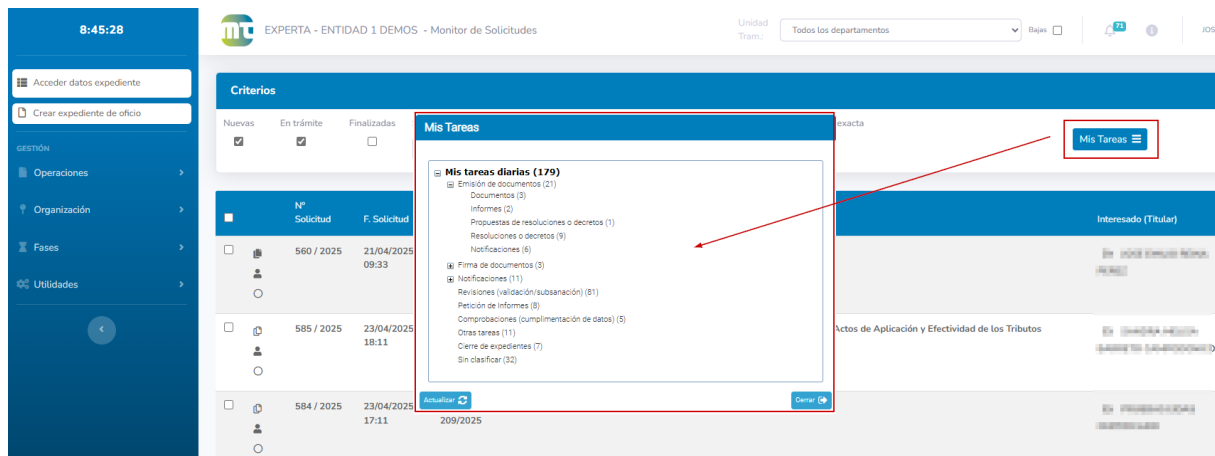 8:45:28
mt EXPERTA - ENTIDAD 1 DEMOS - Monitor de Solicitudes
Unidad
Tram.:
Todos los departamentos
Bajas
71
JOS
Acceder datos expediente
Crear expediente de oficio
GESTIÓN
Operaciones
Organización
Fases
Utilidades
Criterios
Nuevas En trámite Finalizadas exacta
Mis Tareas
Mis Tareas
Mis tareas diarias (179)
Emisión de documentos (21)
Documentos (3)
Informes (2)
Propuestas de resoluciones o decretos (1)
Resoluciones o decretos (9)
Notificaciones (6)
Firma de documentos (3)
Notificaciones (11)
Revisiones (validación/subsanación) (81)
Petición de Informes (8)
Comprobaciones (cumplimentación de datos) (5)
Otras tareas (11)
Cierre de expedientes (7)
Sin clasificar (32)
Actualizar Cerrar
Nº
Solicitud F. Solicitud Interesado (Titular)
560 / 2025 21/04/2025
09:33
585 / 2025 23/04/2025 Actos de Aplicación y Efectividad de los Tributos
18:11
584 / 2025 23/04/2025
17:11 209/2025